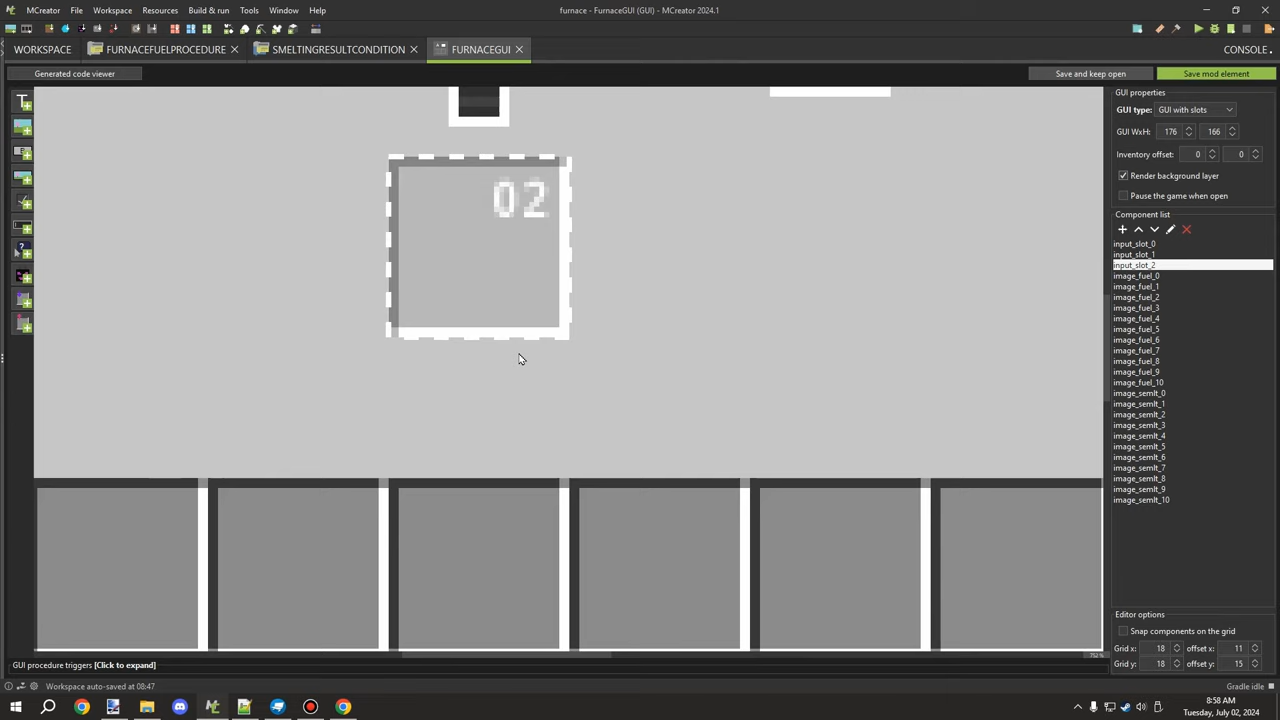 MCreator File Workspace Resources Build & run Tools Window Help
furnace - FurnaceGUI (GUI) - MCreator 2024.1
WORKSPACE FURNACEFUELPROCEDURE SMELTINGRESULTCONDITION FURNACEGUI CONSOLE
Generated code viewer
Save and keep open Save mod element
GUI properties
GUI type: GUI with slots
GUI WxH: 176 166
Inventory offset: 0 0
Render background layer
Pause the game when open
Component list
input_slot_0
input_slot_1
input_slot_2
image_fuel_0
image_fuel_1
image_fuel_2
image_fuel_3
image_fuel_4
image_fuel_5
image_fuel_6
image_fuel_7
image_fuel_8
image_fuel_9
image_fuel_10
image_semlt_0
image_semlt_1
image_semlt_2
image_semlt_3
image_semlt_4
image_semlt_5
image_semlt_6
image_semlt_7
image_semlt_8
image_semlt_9
image_semlt_10
02
Editor options
Snap components on the grid
Grid x: 18 offset x: 11
Grid y: 18 offset y: 15
GUI procedure triggers [Click to expand]
Workspace auto-saved at 08:47
Gradle idle
8:58 AM
Tuesday, July 02, 2024